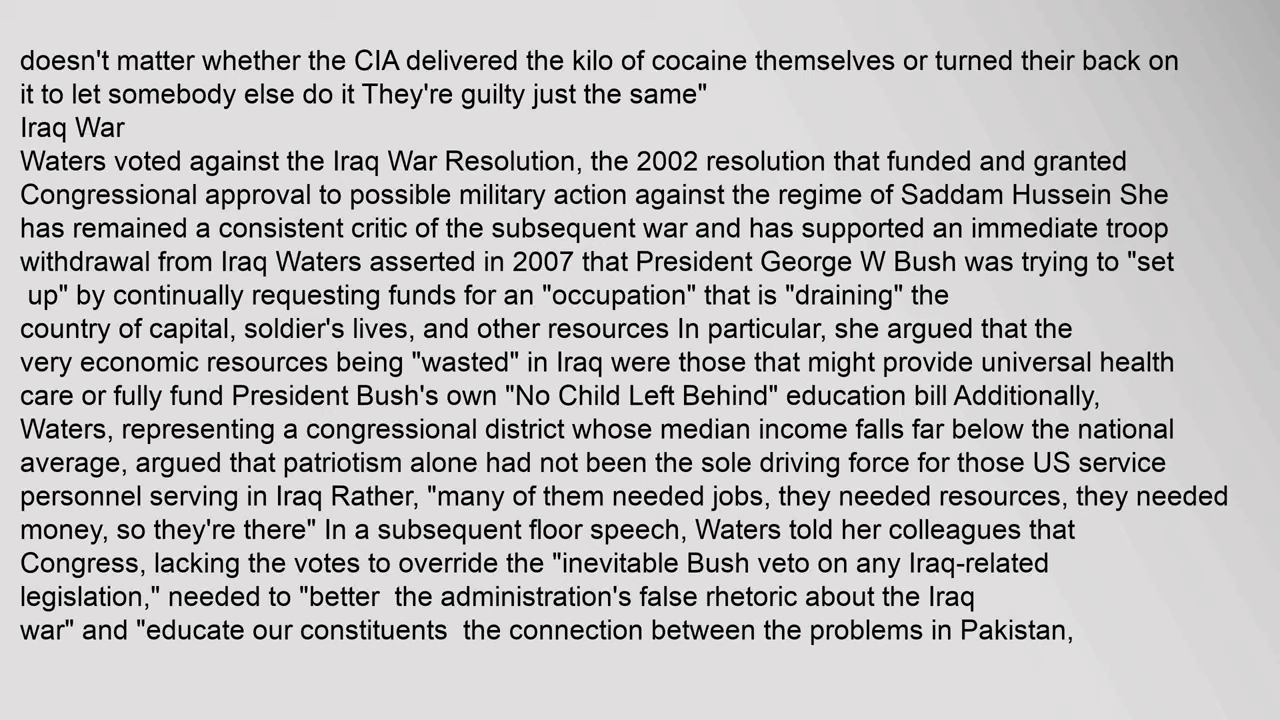 doesn't matter whether the CIA delivered the kilo of cocaine themselves or turned their back on
it to let somebody else do it They're guilty just the same"
Iraq War
Waters voted against the Iraq War Resolution, the 2002 resolution that funded and granted
Congressional approval to possible military action against the regime of Saddam Hussein She
has remained a consistent critic of the subsequent war and has supported an immediate troop
withdrawal from Iraq Waters asserted in 2007 that President George W Bush was trying to "set
up" by continually requesting funds for an "occupation" that is "draining" the
country of capital, soldier's lives, and other resources In particular, she argued that the
very economic resources being "wasted" in Iraq were those that might provide universal health
care or fully fund President Bush's own "No Child Left Behind" education bill Additionally,
Waters, representing a congressional district whose median income falls far below the national
average, argued that patriotism alone had not been the sole driving force for those US service
personnel serving in Iraq Rather, "many of them needed jobs, they needed resources, they needed
money, so they're there" In a subsequent floor speech, Waters told her colleagues that
Congress, lacking the votes to override the "inevitable Bush veto on any Iraq-related
legislation," needed to "better  the administration's false rhetoric about the Iraq
war" and "educate our constituents  the connection between the problems in Pakistan,